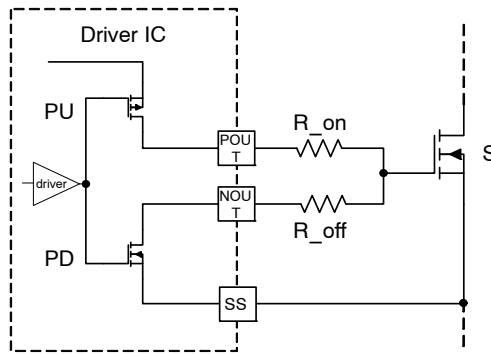 Driver IC
PU
POU
T
R_on
S
driver
NOU
T
R_off
PD
SS